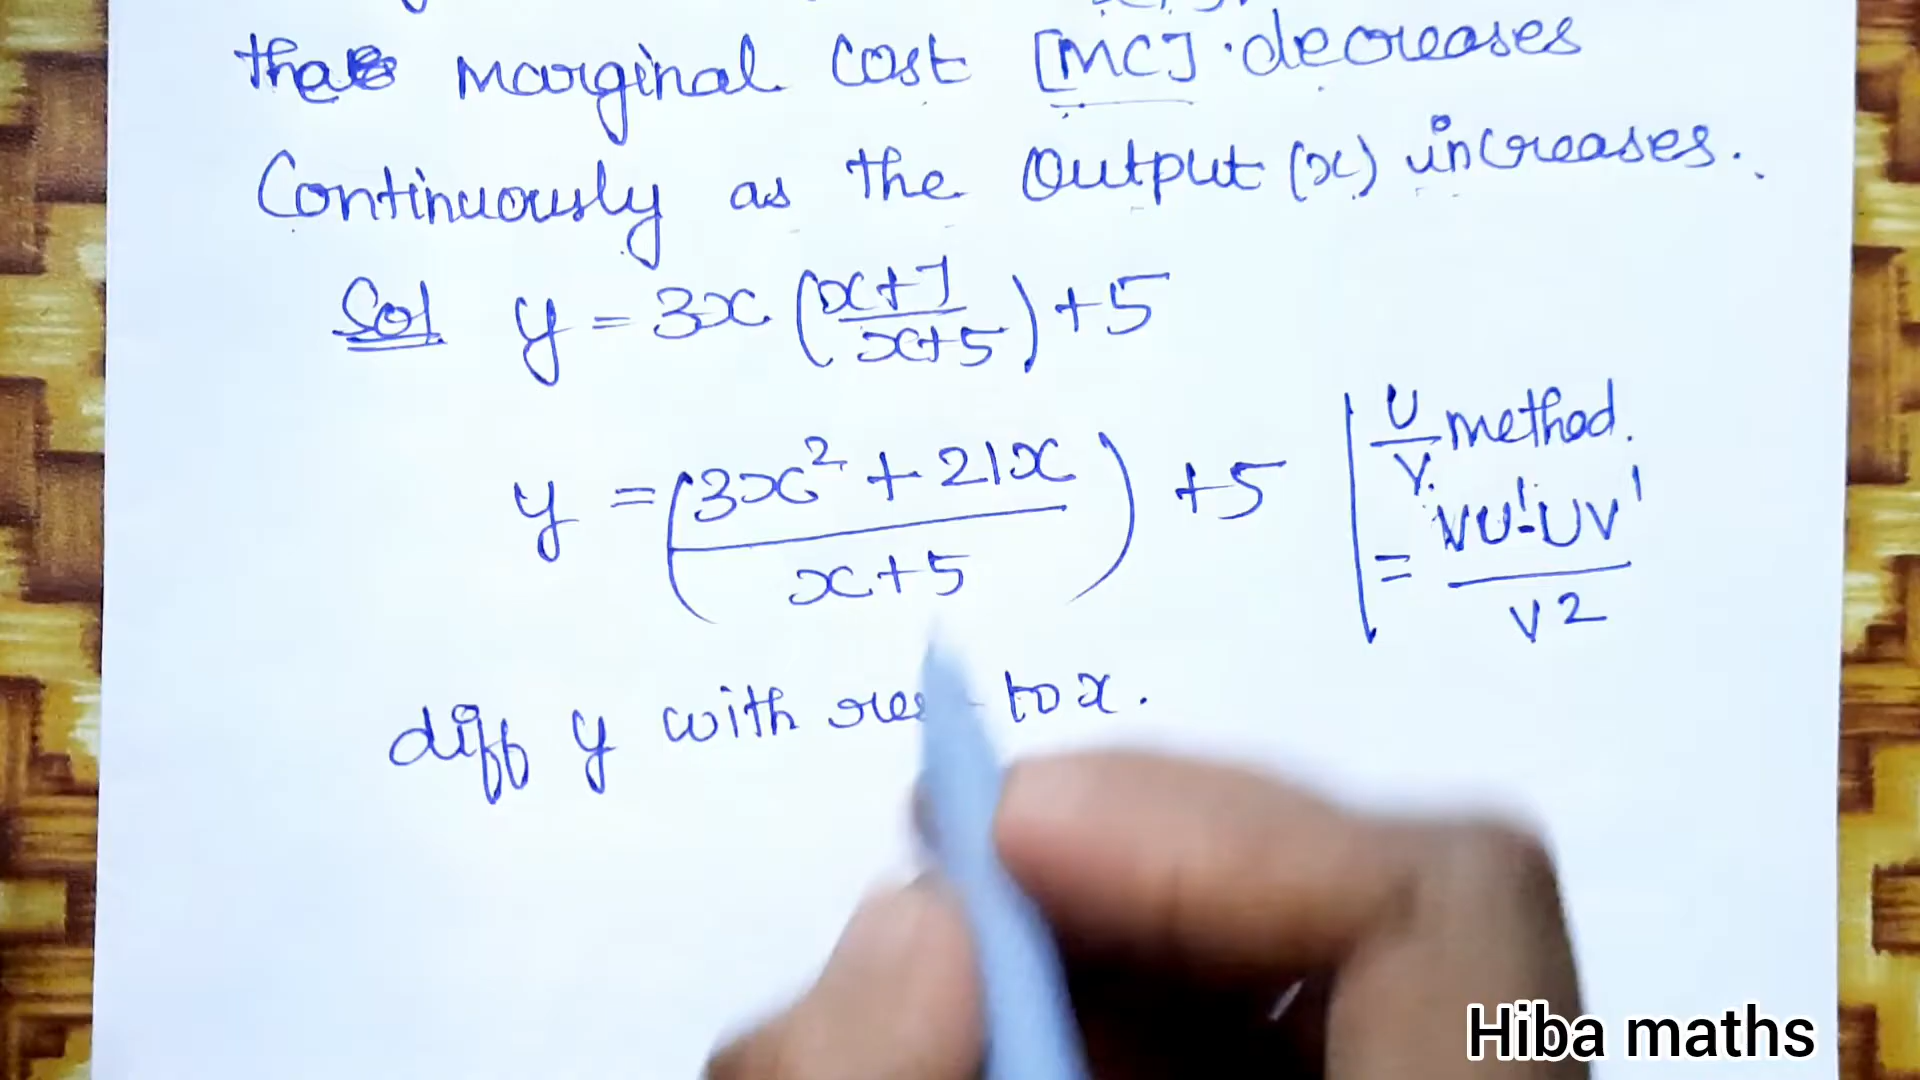 the marginal cost [MC] decreases
Continuously as the Output (x) increases.
Sol y = 3x (x+7/x+5) +5
y = (3x² + 21x / x+5) +5
U/V method.
= VU' - UV' / V2
diff y with to x.
Hiba maths